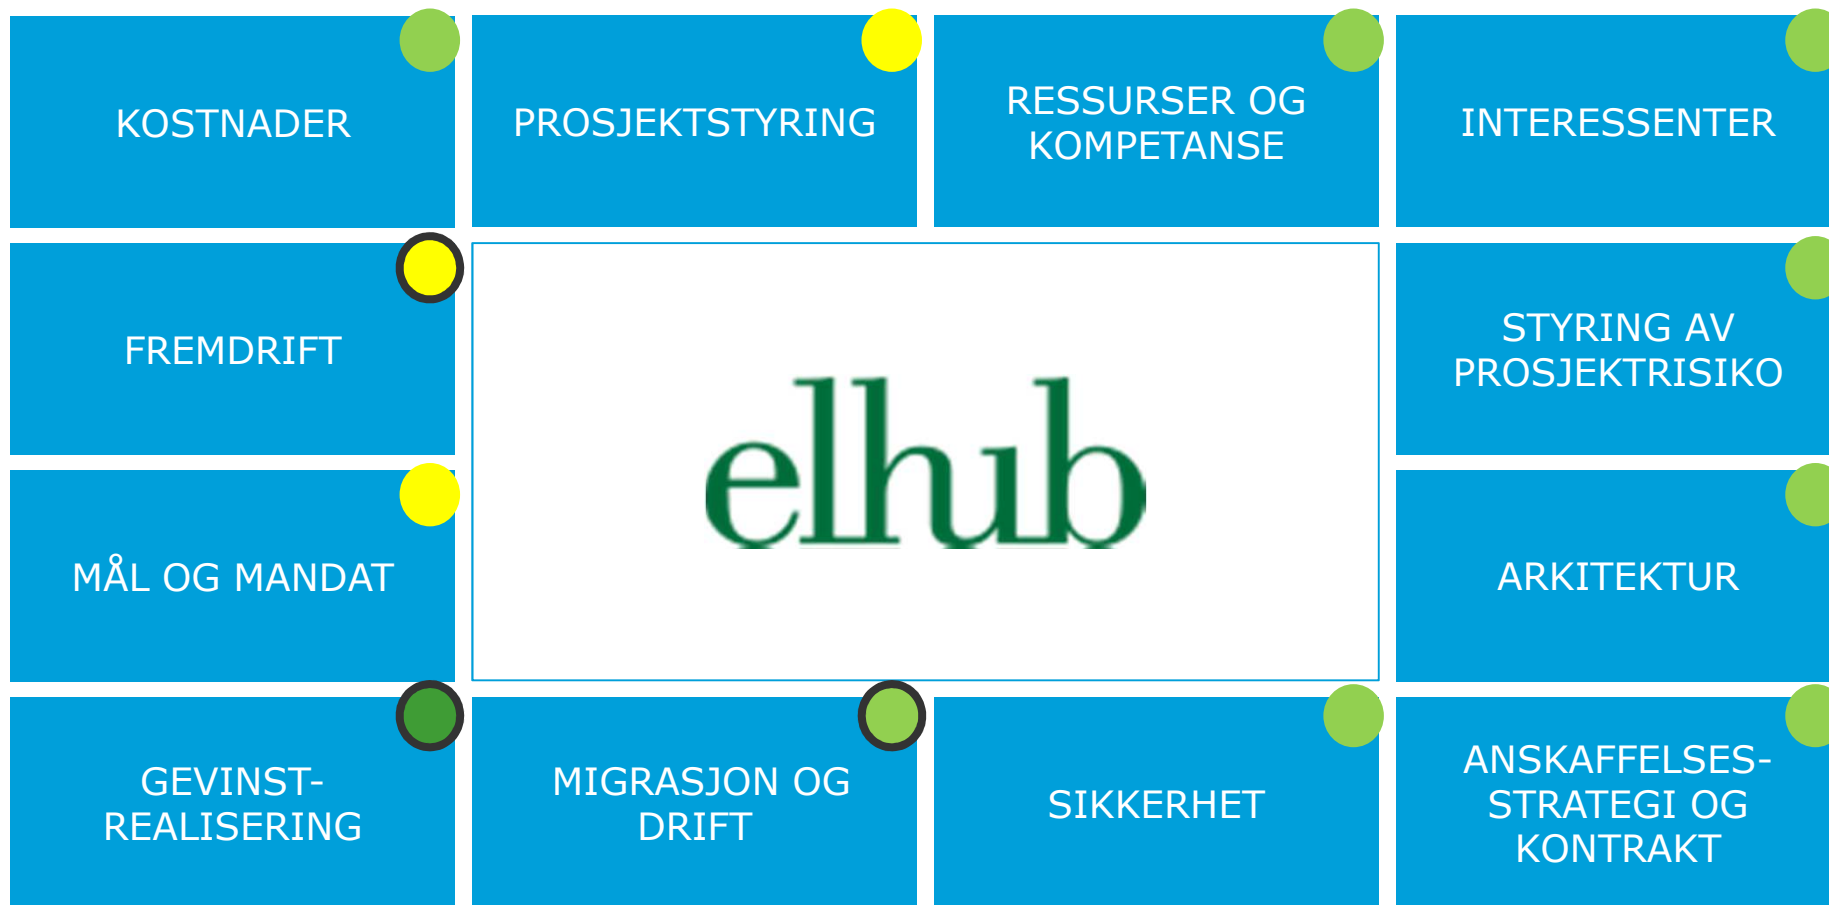 KOSTNADER
PROSJEKTSTYRING
RESSURSER OG
KOMPETANSE
INTERESSENTER
FREMDRIFT
elhub
STYRING AV
PROSJEKTRISIKO
MÅL OG MANDAT
ARKITEKTUR
GEVINST-
REALISERING
MIGRASJON OG
DRIFT
SIKKERHET
ANSKAFFELSES-
STRATEGI OG
KONTRAKT